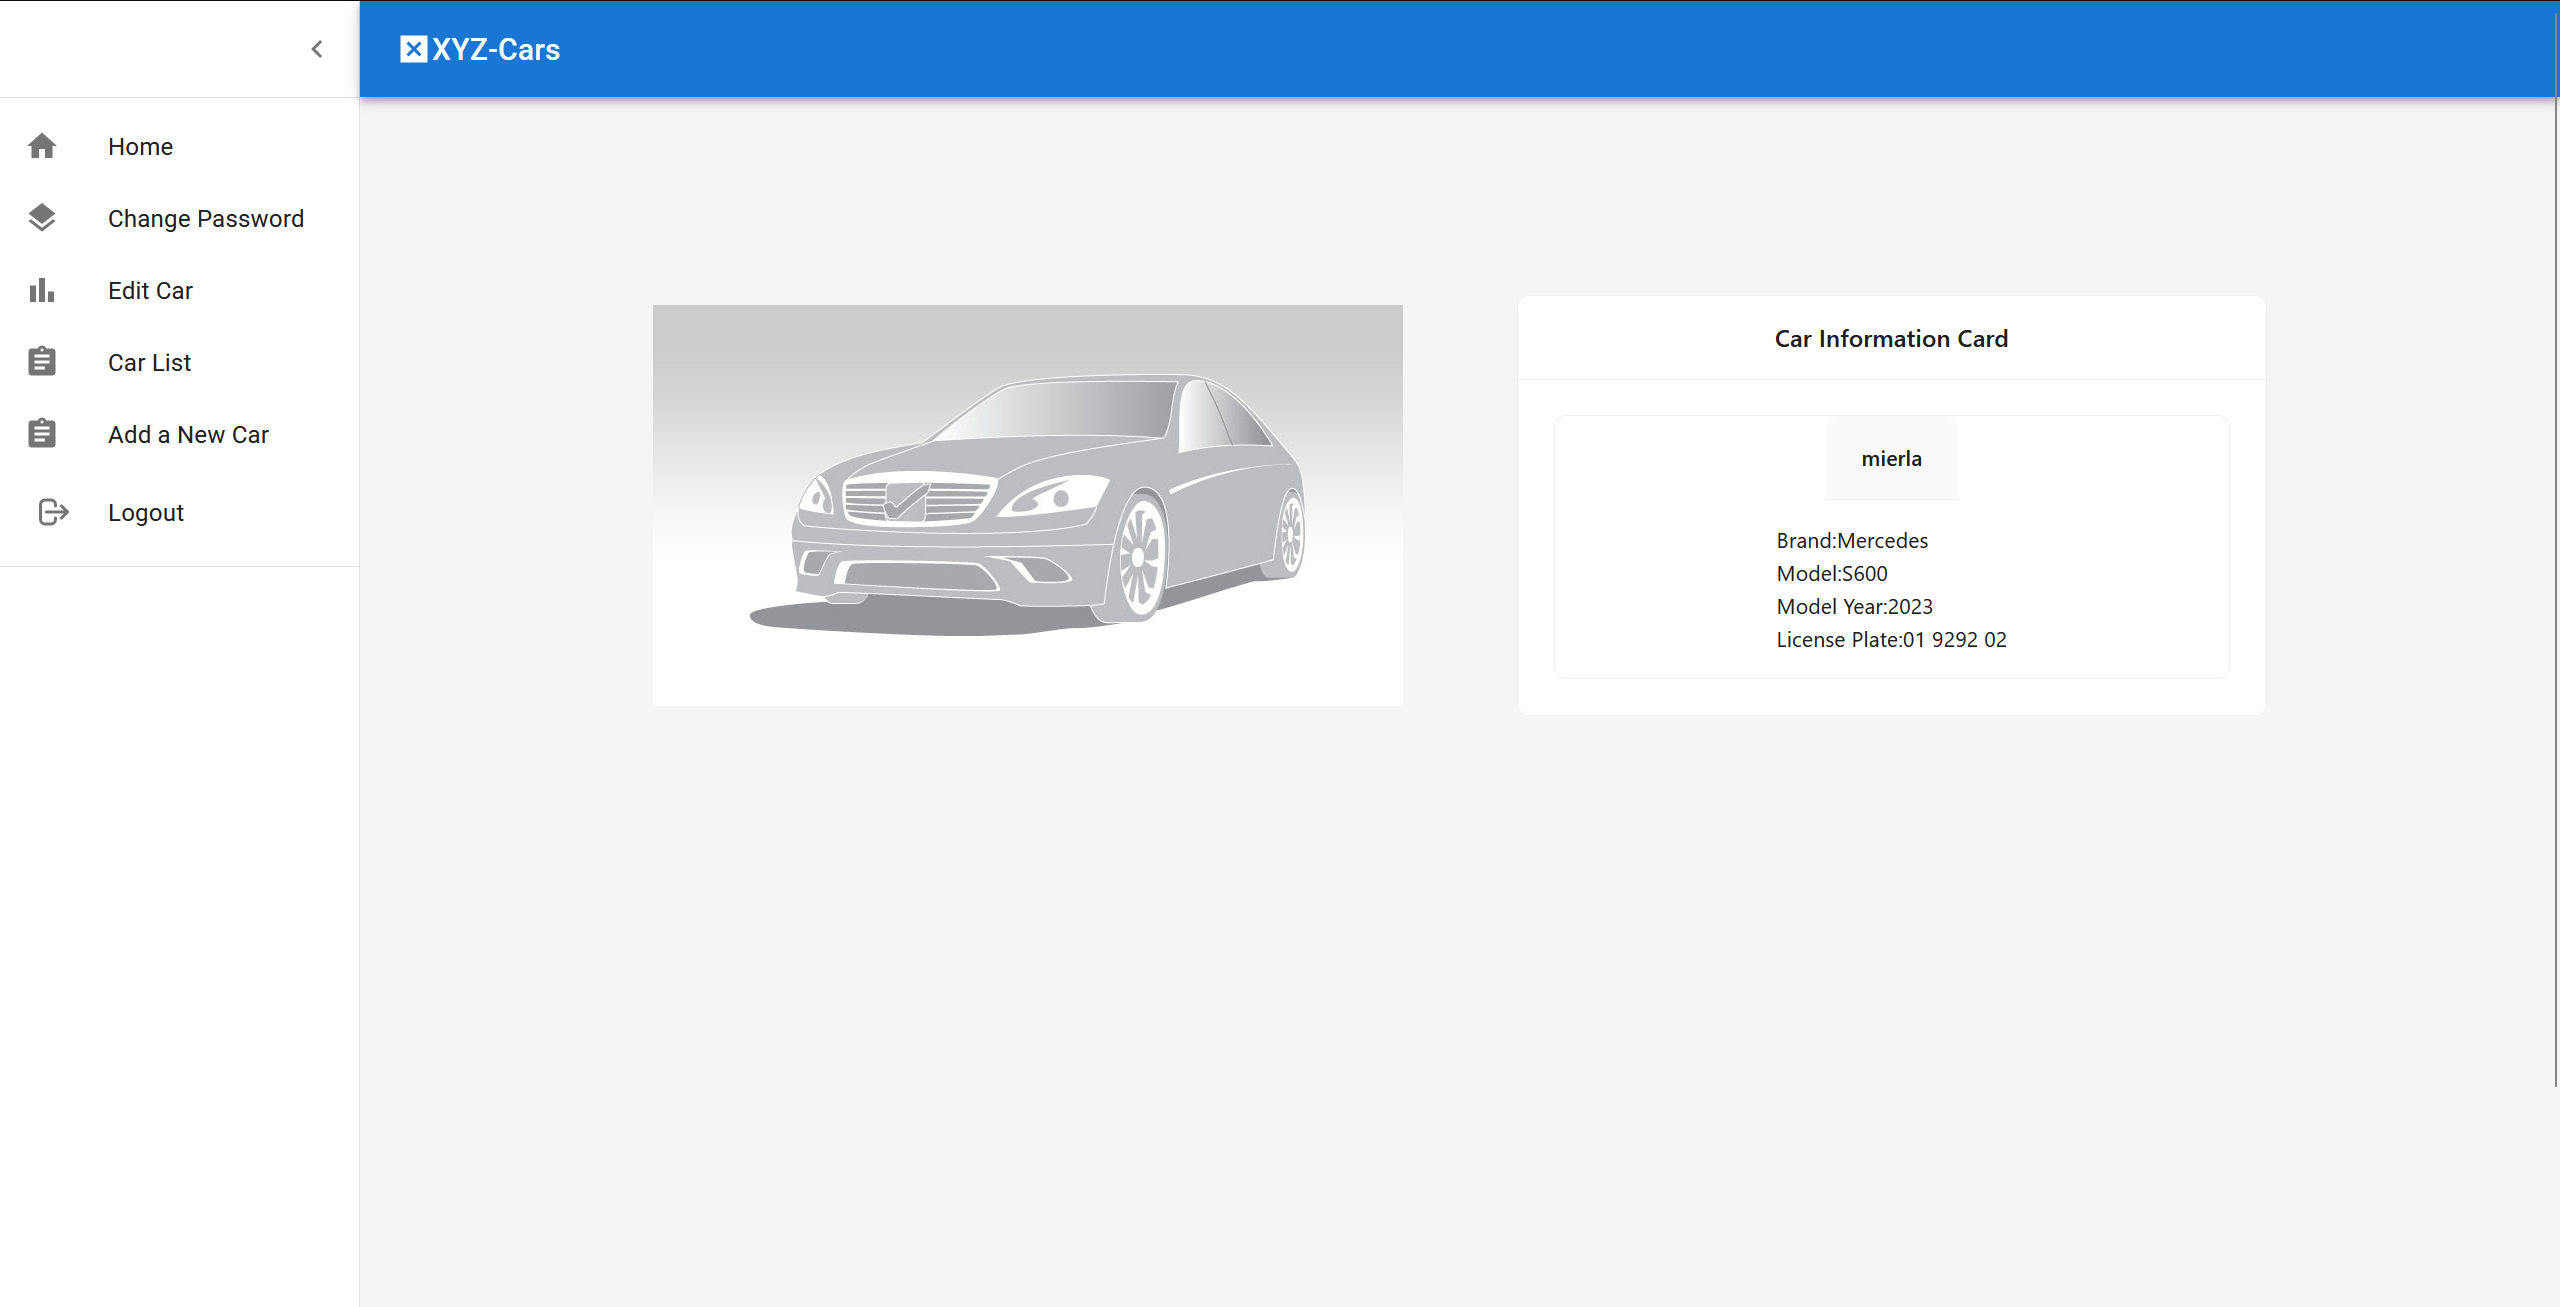 XYZ-Cars
Home
Change Password
Edit Car
Car List
Add a New Car
Logout
Car Information Card
mierla
Brand:Mercedes
Model:S600
Model Year:2023
License Plate:01 9292 02